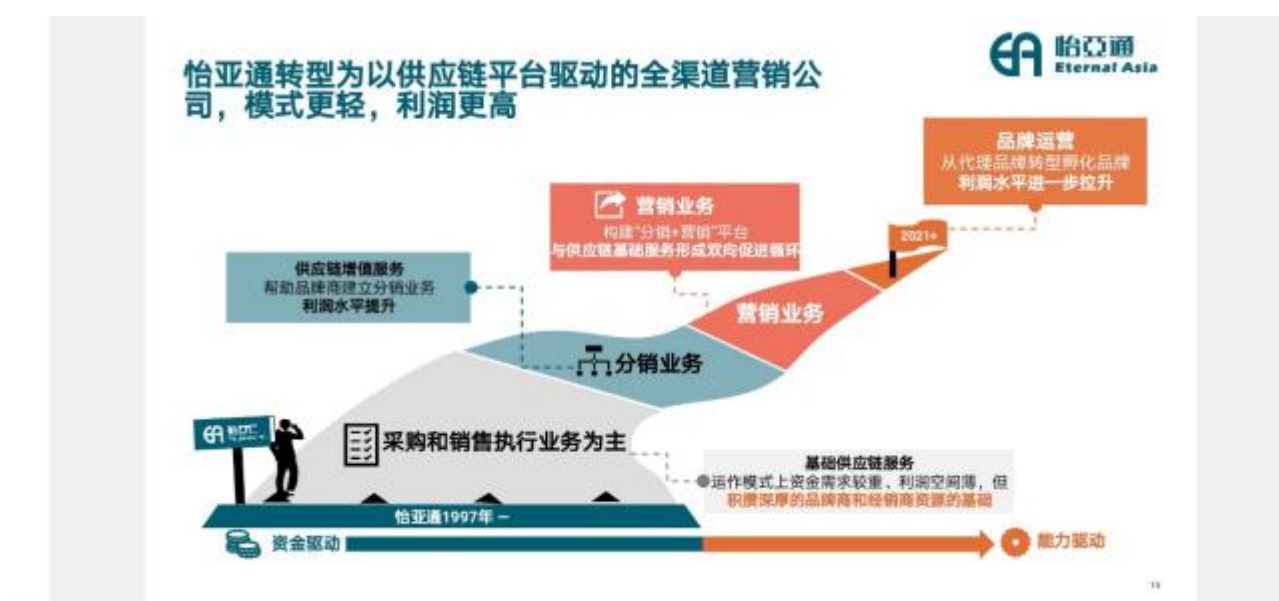 怡亚通转型为以供应链平台驱动的全渠道营销公
司，模式更轻，利润更高
EA 怡亞通
Eternal Asia
品牌运营
从代理品牌转型孵化品牌
利润水平进一步拉升
营销业务
构建“分销+营销”平台
与供应链基础服务形成双向促进循环
2021+
供应链增值服务
帮助品牌商建立分销业务
利润水平提升
营销业务
分销业务
EA
采购和销售执行业务为主
基础供应链服务
运作模式上资金需求较重、利润空间薄，但
积攒深厚的品牌商和经销商资源的基础
怡亚通1997年 –
资金驱动
能力驱动
13